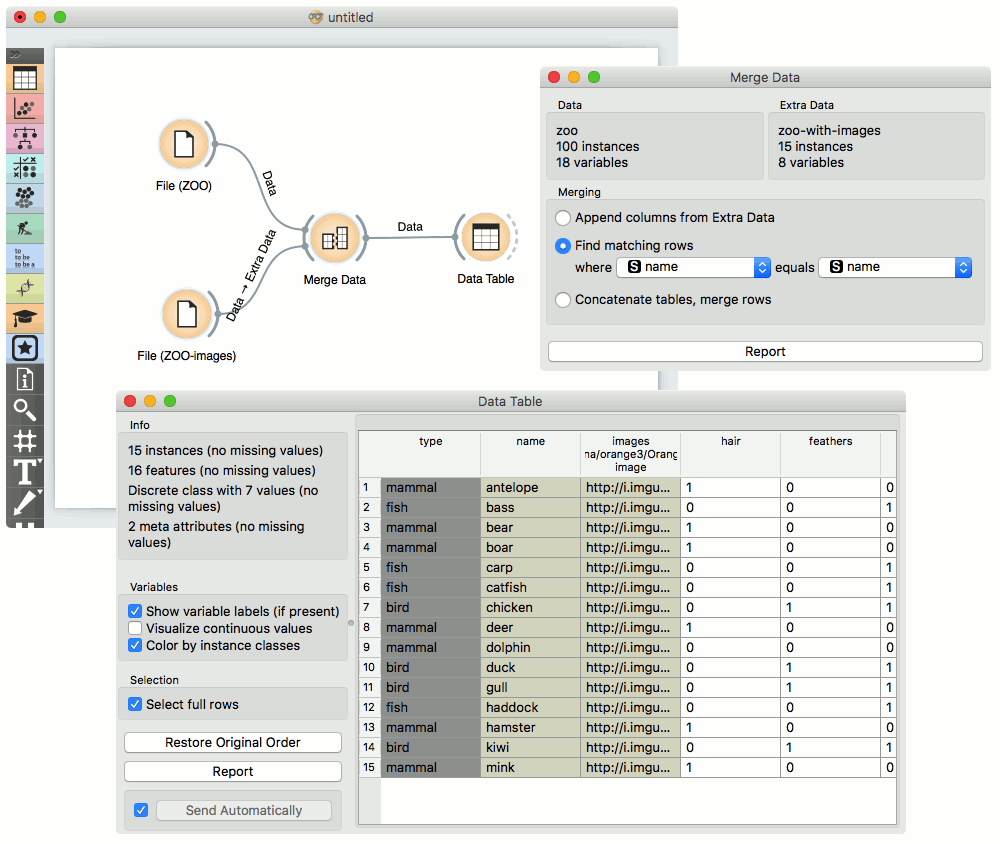 untitled
to
to be
to be a
T
File (ZOO)
Data
Data → Extra Data
Merge Data
Data
Data Table
File (ZOO-images)
Merge Data
Data
Extra Data
zoo
100 instances
18 variables
zoo-with-images
15 instances
8 variables
Merging
Append columns from Extra Data
Find matching rows
where S name equals S name
Concatenate tables, merge rows
Report
Data Table
Info
15 instances (no missing values)
16 features (no missing values)
Discrete class with 7 values (no
missing values)
2 meta attributes (no missing
values)
Variables
Show variable labels (if present)
Visualize continuous values
Color by instance classes
Selection
Select full rows
Restore Original Order
Report
Send Automatically
type name images hair feathers
na/orange3/Orang
image
1 mammal antelope http://i.imgu... 1 0 0
2 fish bass http://i.imgu... 0 0 1
3 mammal bear http://i.imgu... 1 0 0
4 mammal boar http://i.imgu... 1 0 0
5 fish carp http://i.imgu... 0 0 1
6 fish catfish http://i.imgu... 0 0 1
7 bird chicken http://i.imgu... 0 1 1
8 mammal deer http://i.imgu... 1 0 0
9 mammal dolphin http://i.imgu... 0 0 0
10 bird duck http://i.imgu... 0 1 1
11 bird gull http://i.imgu... 0 1 1
12 fish haddock http://i.imgu... 0 0 1
13 mammal hamster http://i.imgu... 1 0 0
14 bird kiwi http://i.imgu... 0 1 1
15 mammal mink http://i.imgu... 1 0 0